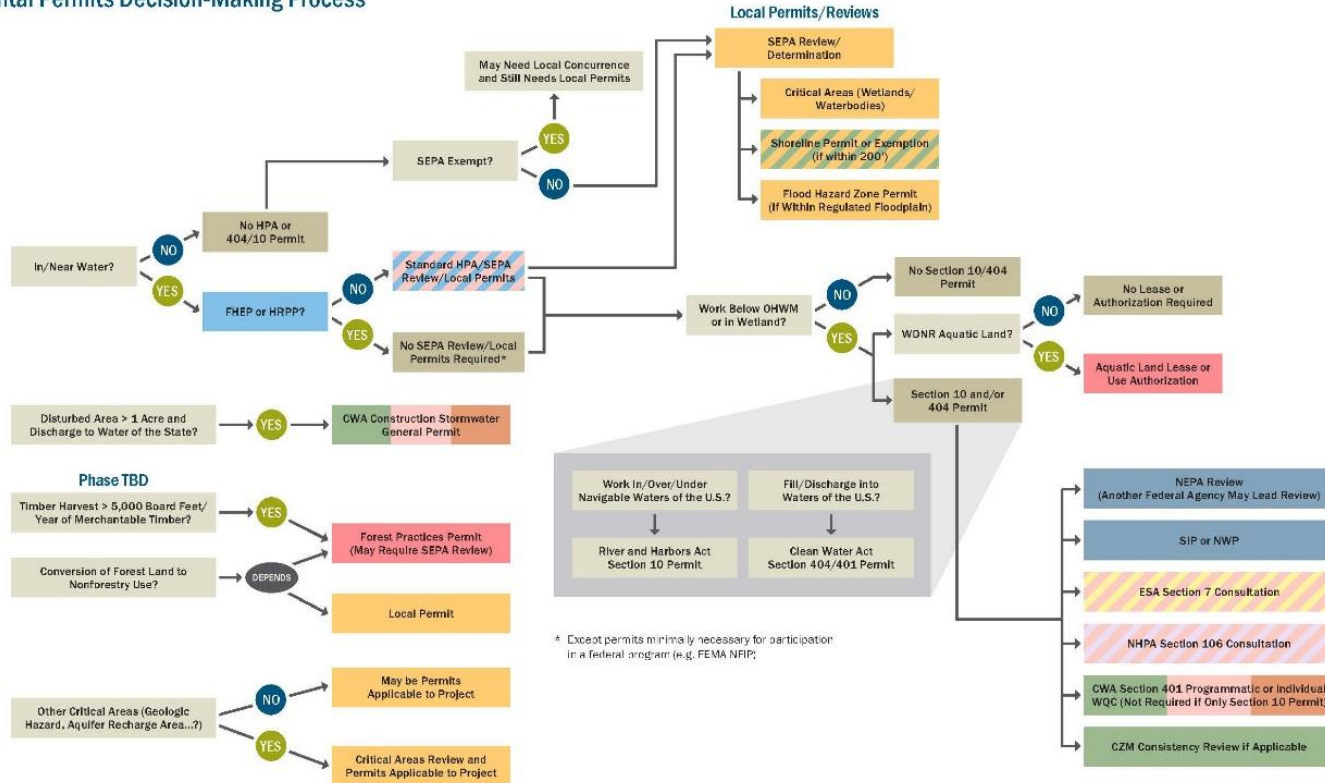 ntal Permits Decision-Making Process
Local Permits/Reviews
SEPA Review/
Determination
May Need Local Concurrence
and Still Needs Local Permits
Critical Areas (Wetlands/
Waterbodies)
YES
Shoreline Permit or Exemption
(if within 200')
SEPA Exempt?
NO
Flood Hazard Zone Permit
(If Within Regulated Floodplain)
No HPA or
404/10 Permit
NO
In/Near Water?
YES
FHEP or HRPP?
NO
Standard HPA/SEPA
Review/Local Permits
YES
No SEPA Review/Local
Permits Required*
Work Below OHWM
or in Wetland?
NO
No Section 10/404
Permit
YES
WDNR Aquatic Land?
NO
No Lease or
Authorization Required
YES
Aquatic Land Lease or
Use Authorization
Section 10 and/or
404 Permit
Disturbed Area > 1 Acre and
Discharge to Water of the State?
YES
CWA Construction Stormwater
General Permit
Work In/Over/Under
Navigable Waters of the U.S.?
Fill/Discharge into
Waters of the U.S.?
River and Harbors Act
Section 10 Permit
Clean Water Act
Section 404/401 Permit
Phase TBD
Timber Harvest > 5,000 Board Feet/
Year of Merchantable Timber?
YES
Forest Practices Permit
(May Require SEPA Review)
Conversion of Forest Land to
Nonforestry Use?
DEPENDS
Local Permit
* Except permits minimally necessary for participation
in a federal program (e.g. FEMA NFIP)
Other Critical Areas (Geologic
Hazard, Aquifer Recharge Area...?)
NO
May be Permits
Applicable to Project
YES
Critical Areas Review and
Permits Applicable to Project
NEPA Review
(Another Federal Agency May Lead Review)
SIP or NWP
ESA Section 7 Consultation
NHPA Section 106 Consultation
CWA Section 401 Programmatic or Individual
WQC (Not Required if Only Section 10 Permit)
CZM Consistency Review if Applicable